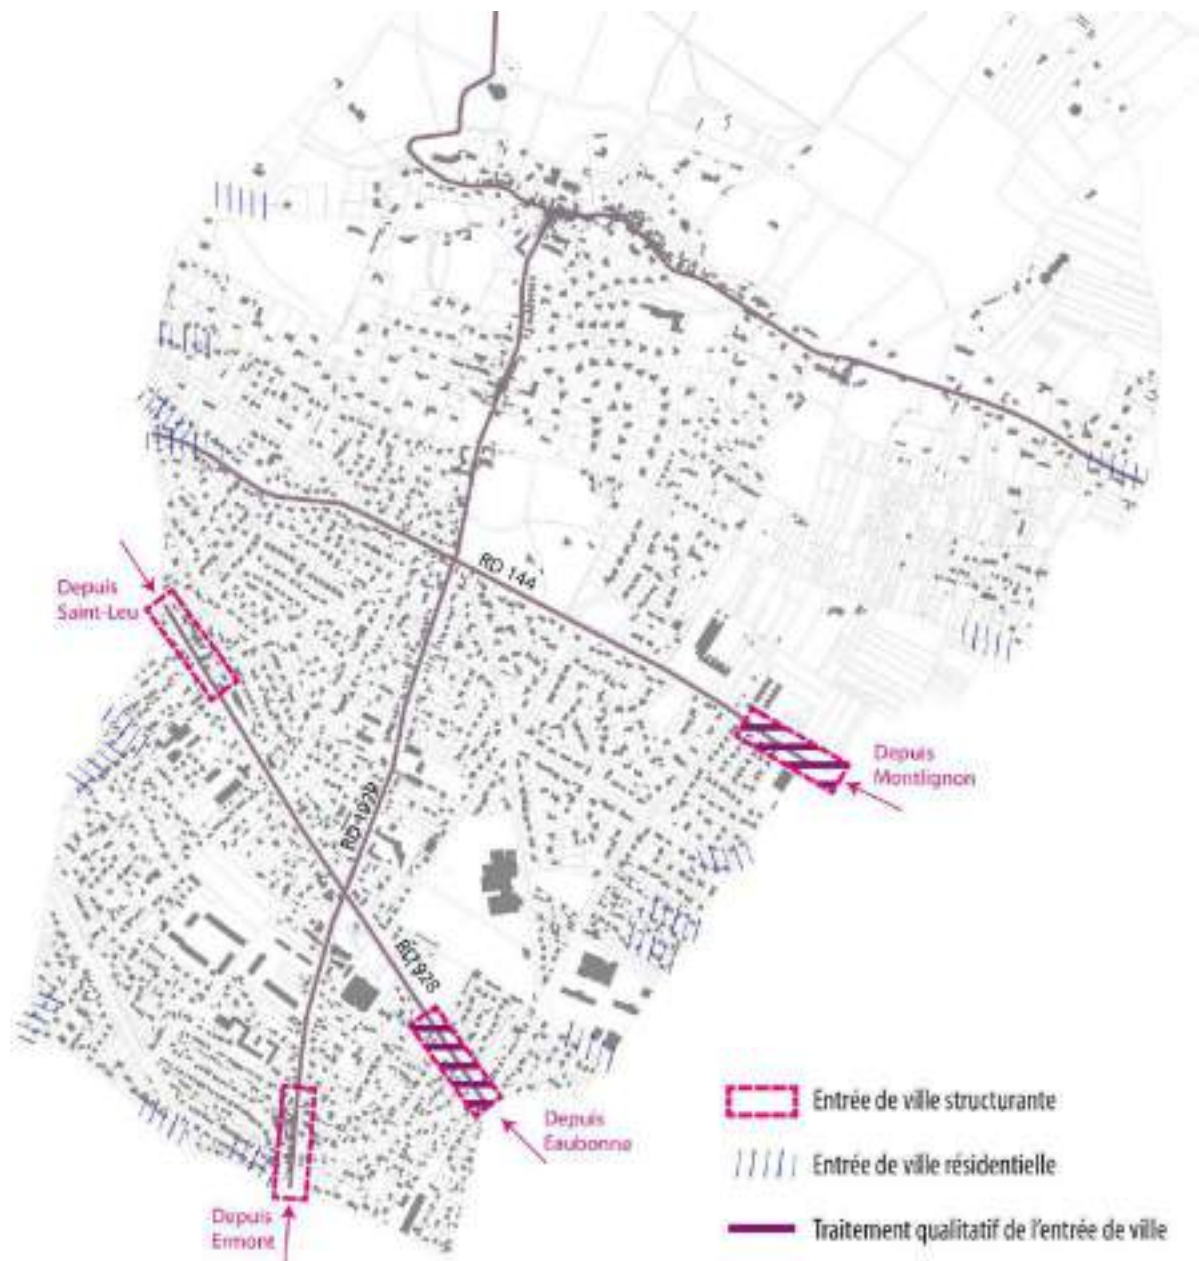 RD 144
Depuis
Saint-Leu
Depuis
Montlignon
RD 1929
RD 928
Depuis
Eaubonne
Depuis
Ermont
Entrée de ville structurante
Entrée de ville résidentielle
Traitement qualitatif de l'entrée de ville